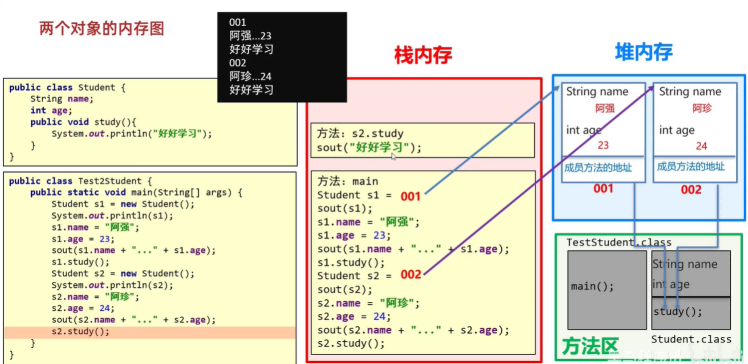 两个对象的内存图
001
阿强...23
好好学习
002
阿珍...24
好好学习
public class Student {
String name;
int age;
public void study(){
System.out.println("好好学习");
}
}
public class Test2Student {
public static void main(String[] args) {
Student s1 = new Student();
System.out.println(s1);
s1.name = "阿强";
s1.age = 23;
sout(s1.name + "..." + s1.age);
s1.study();
Student s2 = new Student();
System.out.println(s2);
s2.name = "阿珍";
s2.age = 24;
sout(s2.name + "..." + s2.age);
s2.study();
栈内存
方法: s2.study
sout("好好学习");
方法: main
Student s1 = 001
sout(s1);
s1.name = "阿强";
s1.age = 23;
sout(s1.name + "..." + s1.age);
s1.study();
Student s2 = 002
sout(s2);
s2.name = "阿珍";
s2.age = 24;
sout(s2.name + "..." + s2.age);
s2.study();
堆内存
String name
阿强
int age
23
成员方法的地址
001
String name
阿珍
int age
24
成员方法的地址
002
TestStudent.class
main();
String name
int age
study();
Student.class
方法区